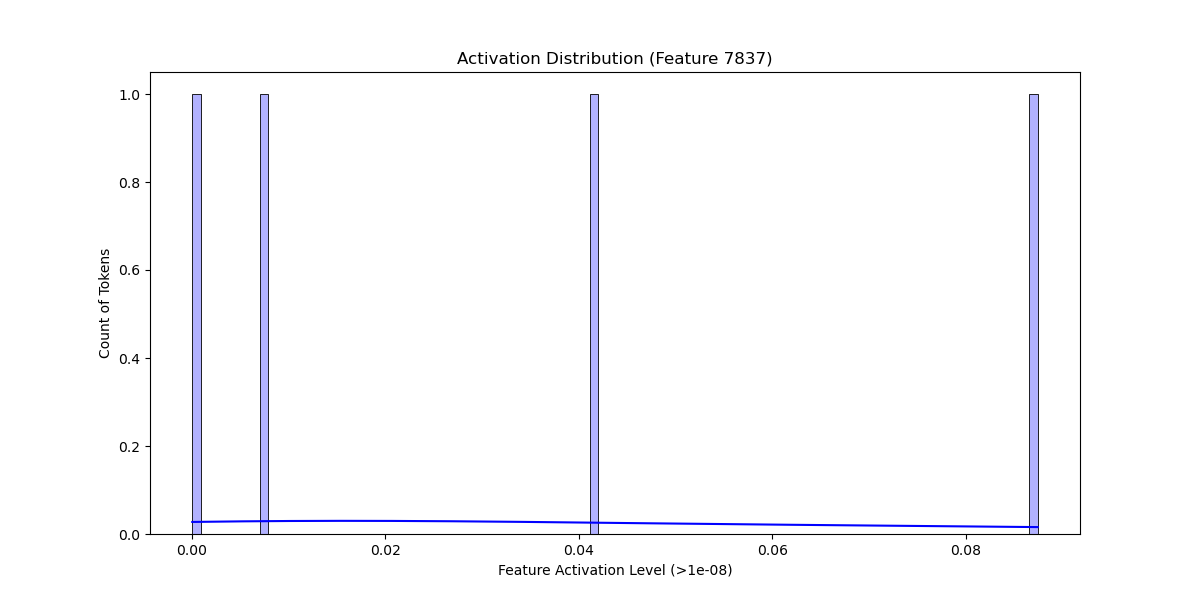 Activation Distribution (Feature 7837)
1.0
0.8
0.6
0.4
0.2
0.0
Count of Tokens
0.00 0.02 0.04 0.06 0.08
Feature Activation Level (>1e-08)